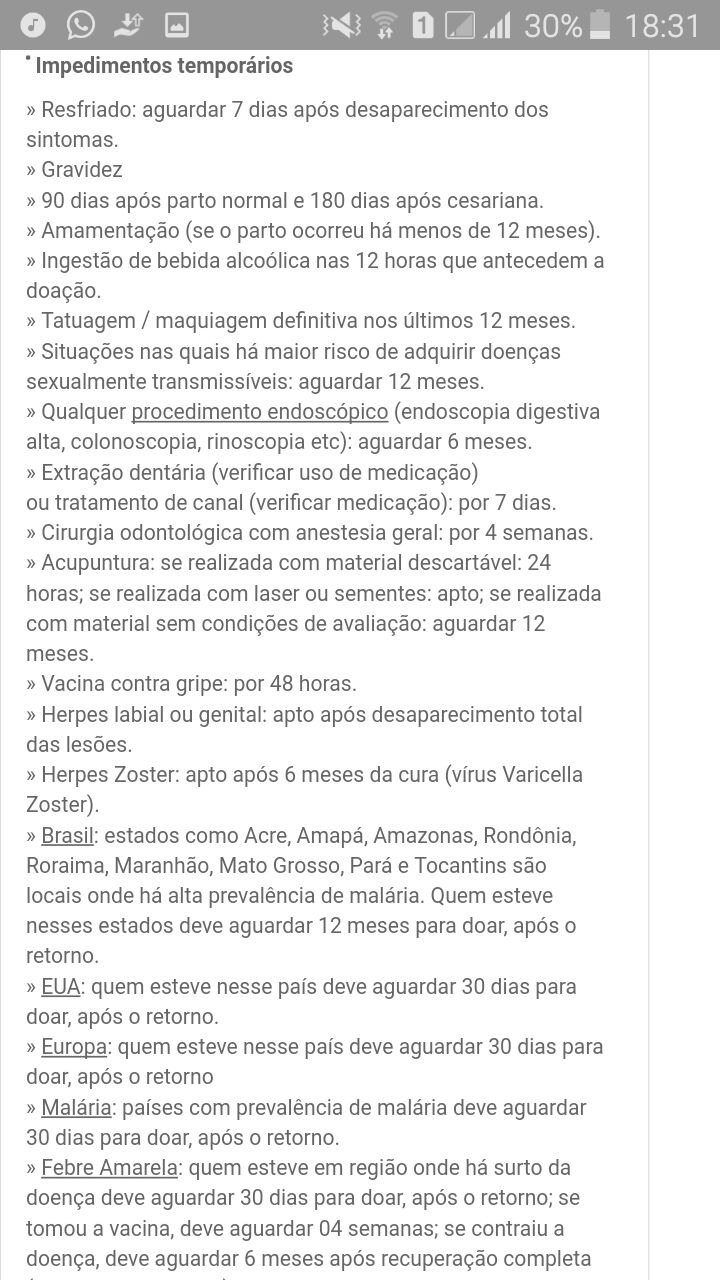 30% 18:31
Impedimentos temporários
» Resfriado: aguardar 7 dias após desaparecimento dos
sintomas.
» Gravidez
» 90 dias após parto normal e 180 dias após cesariana.
» Amamentação (se o parto ocorreu há menos de 12 meses).
» Ingestão de bebida alcoólica nas 12 horas que antecedem a
doação.
» Tatuagem / maquiagem definitiva nos últimos 12 meses.
» Situações nas quais há maior risco de adquirir doenças
sexualmente transmissíveis: aguardar 12 meses.
» Qualquer procedimento endoscópico (endoscopia digestiva
alta, colonoscopia, rinoscopia etc): aguardar 6 meses.
» Extração dentária (verificar uso de medicação)
ou tratamento de canal (verificar medicação): por 7 dias.
» Cirurgia odontológica com anestesia geral: por 4 semanas.
» Acupuntura: se realizada com material descartável: 24
horas; se realizada com laser ou sementes: apto; se realizada
com material sem condições de avaliação: aguardar 12
meses.
» Vacina contra gripe: por 48 horas.
» Herpes labial ou genital: apto após desaparecimento total
das lesões.
» Herpes Zoster: apto após 6 meses da cura (vírus Varicella
Zoster).
» Brasil: estados como Acre, Amapá, Amazonas, Rondônia,
Roraima, Maranhão, Mato Grosso, Pará e Tocantins são
locais onde há alta prevalência de malária. Quem esteve
nesses estados deve aguardar 12 meses para doar, após o
retorno.
» EUA: quem esteve nesse país deve aguardar 30 dias para
doar, após o retorno.
» Europa: quem esteve nesse país deve aguardar 30 dias para
doar, após o retorno
» Malária: países com prevalência de malária deve aguardar
30 dias para doar, após o retorno.
» Febre Amarela: quem esteve em região onde há surto da
doença deve aguardar 30 dias para doar, após o retorno; se
tomou a vacina, deve aguardar 04 semanas; se contraiu a
doença, deve aguardar 6 meses após recuperação completa